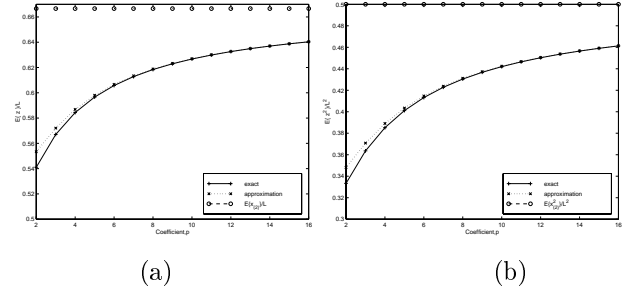 0.66
0.64
0.62
0.6
0.58
0.56
0.54
0.52
0.5
E( z )/L
2 4 6 8 10 12 14 16
Coefficient,p
exact
approximation
E(x(2))/L
(a)
0.5
0.48
0.46
0.44
0.42
0.4
0.38
0.36
0.34
0.32
0.3
E( z²)/L²
2 4 6 8 10 12 14 16
Coefficient,p
exact
approximation
E(x²(2))/L²
(b)